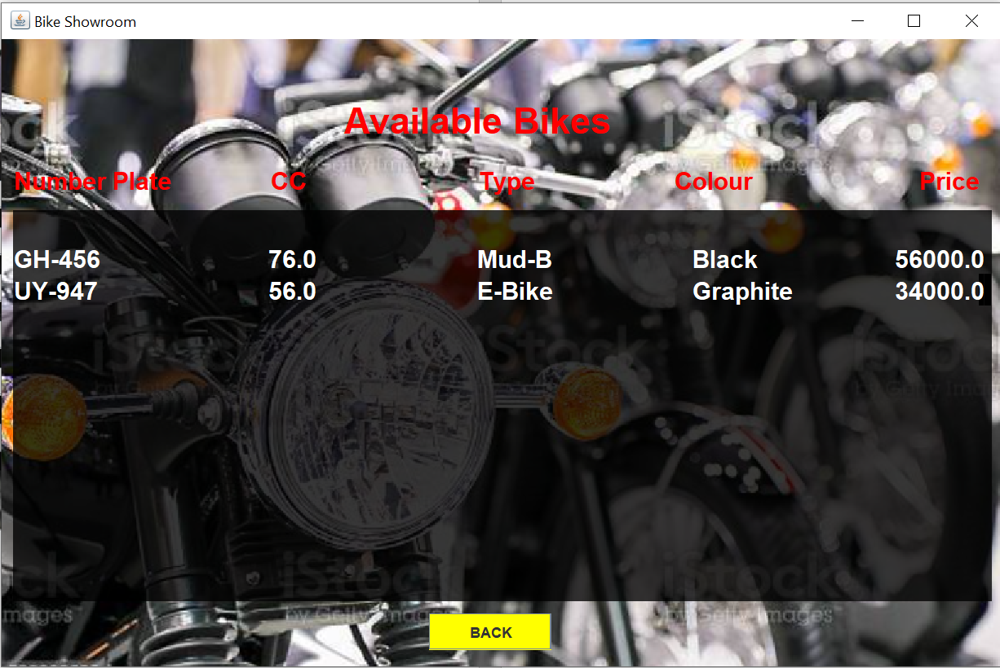 Bike Showroom
Available Bikes
Number Plate CC Type Colour Price
GH-456 76.0 Mud-B Black 56000.0
UY-947 56.0 E-Bike Graphite 34000.0
iStock
by Getty Images
BACK